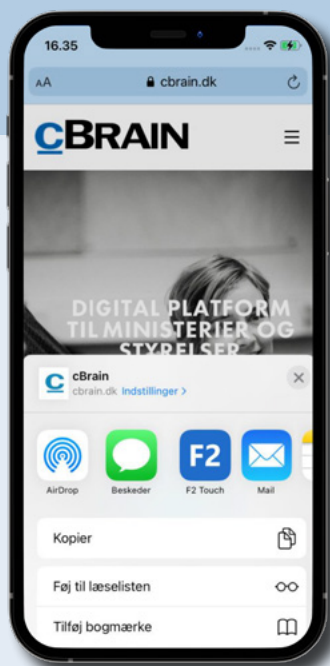 16.35
AA cbrain.dk
cBRAIN
DIGITAL PLATFORM
TIL MINISTERIER OG
STYRELSER
cBrain
cbrain.dk Indstillinger >
F2
AirDrop Beskeder F2 Touch Mail
Kopier
Føj til læselisten
Tilføj bogmærke